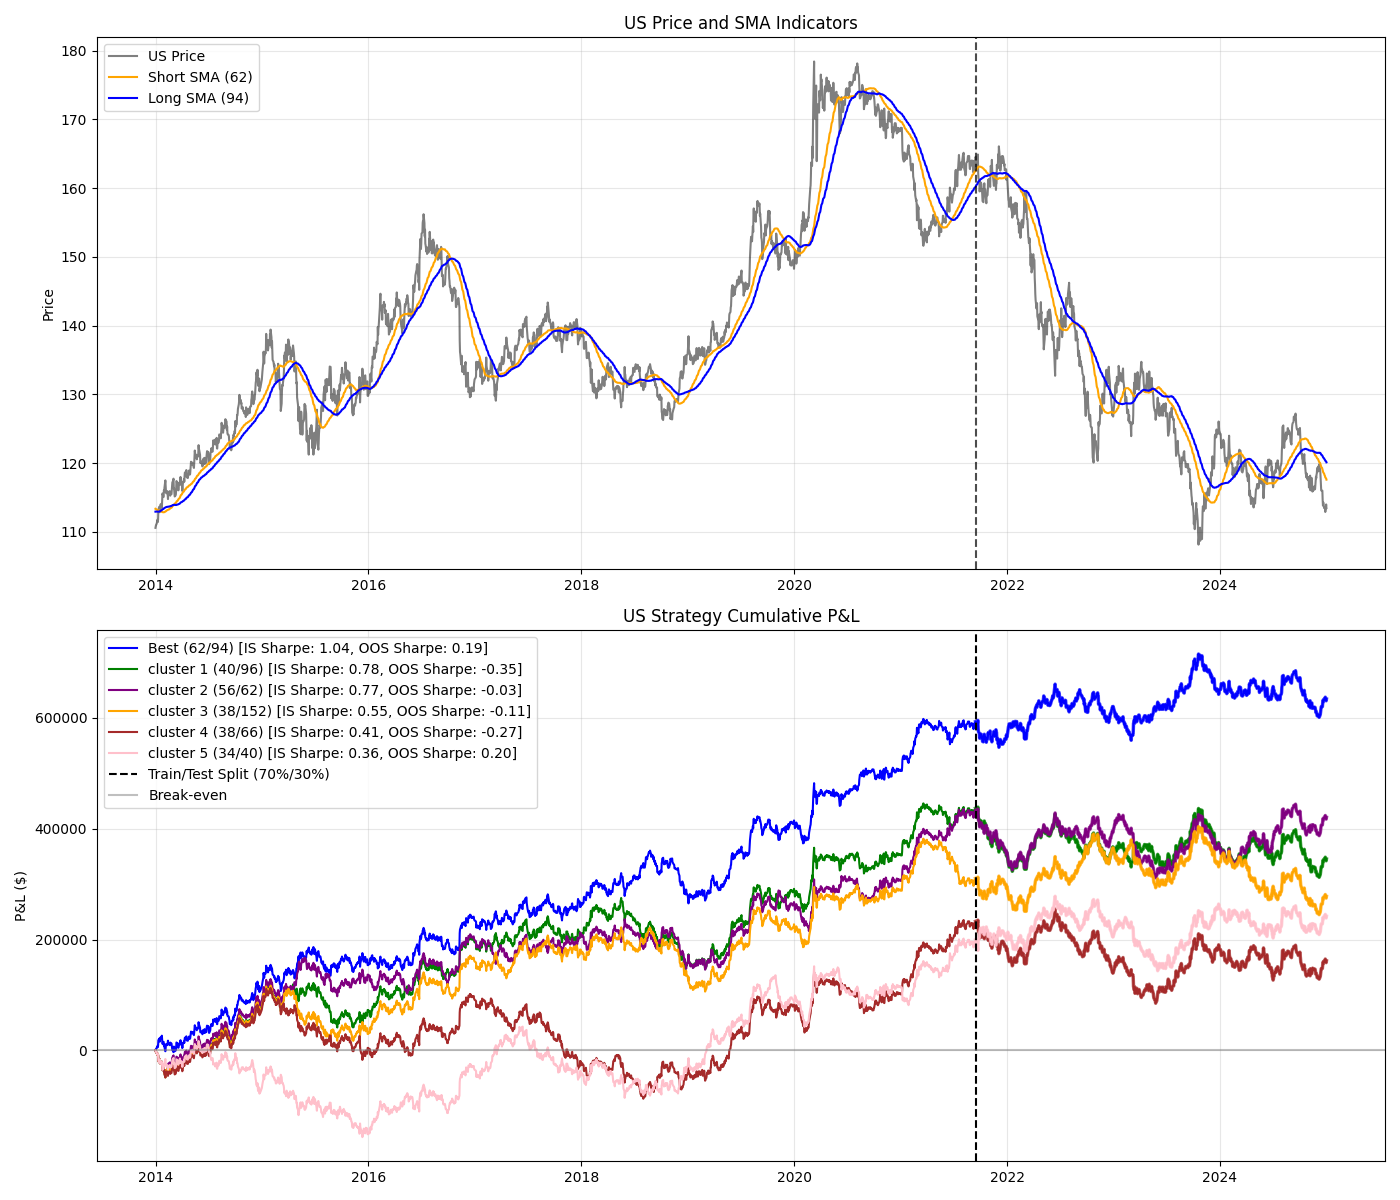 US Price and SMA Indicators
US Price
Short SMA (62)
Long SMA (94)
Price
180
170
160
150
140
130
120
110
2014
2016
2018
2020
2022
2024
US Strategy Cumulative P&L
Best (62/94) [IS Sharpe: 1.04, OOS Sharpe: 0.19]
cluster 1 (40/96) [IS Sharpe: 0.78, OOS Sharpe: -0.35]
cluster 2 (56/62) [IS Sharpe: 0.77, OOS Sharpe: -0.03]
cluster 3 (38/152) [IS Sharpe: 0.55, OOS Sharpe: -0.11]
cluster 4 (38/66) [IS Sharpe: 0.41, OOS Sharpe: -0.27]
cluster 5 (34/40) [IS Sharpe: 0.36, OOS Sharpe: 0.20]
Train/Test Split (70%/30%)
Break-even
P&L ($)
600000
400000
200000
0
2014
2016
2018
2020
2022
2024